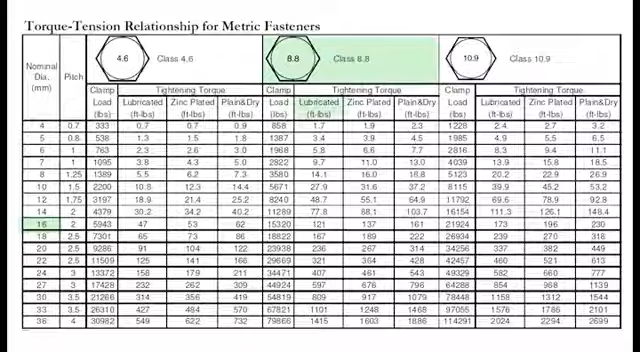 Torque-Tension Relationship for Metric Fasteners
4.6 Class 4.6 8.8 Class 8.8 10.9 Class 10.9
Nominal Dia. (mm) Pitch
Clamp Load (lbs) Tightening Torque Clamp Load (lbs) Tightening Torque Clamp Load (lbs) Tightening Torque
Lubricated (ft-lbs) Zinc Plated (ft-lbs) Plain&Dry (ft-lbs) Lubricated (ft-lbs) Zinc Plated (ft-lbs) Plain&Dry (ft-lbs) Lubricated (ft-lbs) Zinc Plated (ft-lbs) Plain&Dry (ft-lbs)
4 0.7 333 0.7 0.7 0.9 858 1.7 1.9 2.3 1228 2.4 2.7 3.2
5 0.8 538 1.3 1.5 1.8 1387 3.4 3.9 4.5 1985 4.9 5.5 6.5
6 1 763 2.3 2.6 3.0 1968 5.8 6.6 7.7 2816 8.3 9.4 11.1
7 1 1095 3.8 4.3 5.0 2822 9.7 11.0 13.0 4039 13.9 15.8 18.5
8 1.25 1389 5.5 6.2 7.3 3580 14.1 16.0 18.8 5123 20.2 22.9 26.9
10 1.5 2200 10.8 12.3 14.4 5671 27.9 31.6 37.2 8115 39.9 45.2 53.2
12 1.75 3197 18.9 21.4 25.2 8240 48.7 55.1 64.9 11792 69.6 78.9 92.8
14 2 4379 30.2 34.2 40.2 11289 77.8 88.1 103.7 16154 111.3 126.1 148.4
16 2 5943 47 53 62 15320 121 137 161 21924 173 196 230
18 2.5 7301 65 73 86 18822 167 189 222 26934 239 270 318
20 2.5 9286 91 104 122 23938 236 267 314 34256 337 382 449
22 2.5 11509 125 141 166 29669 321 364 428 42457 460 521 613
24 3 13372 158 179 211 34407 407 461 543 49329 582 660 777
27 3 17428 232 262 309 44924 597 676 796 64288 854 968 1139
30 3.5 21266 314 356 419 54819 809 917 1079 78448 1158 1312 1544
33 3.5 26310 427 484 570 67821 1101 1248 1468 97055 1576 1786 2101
36 4 30982 549 622 732 79866 1415 1603 1886 114291 2024 2294 2699